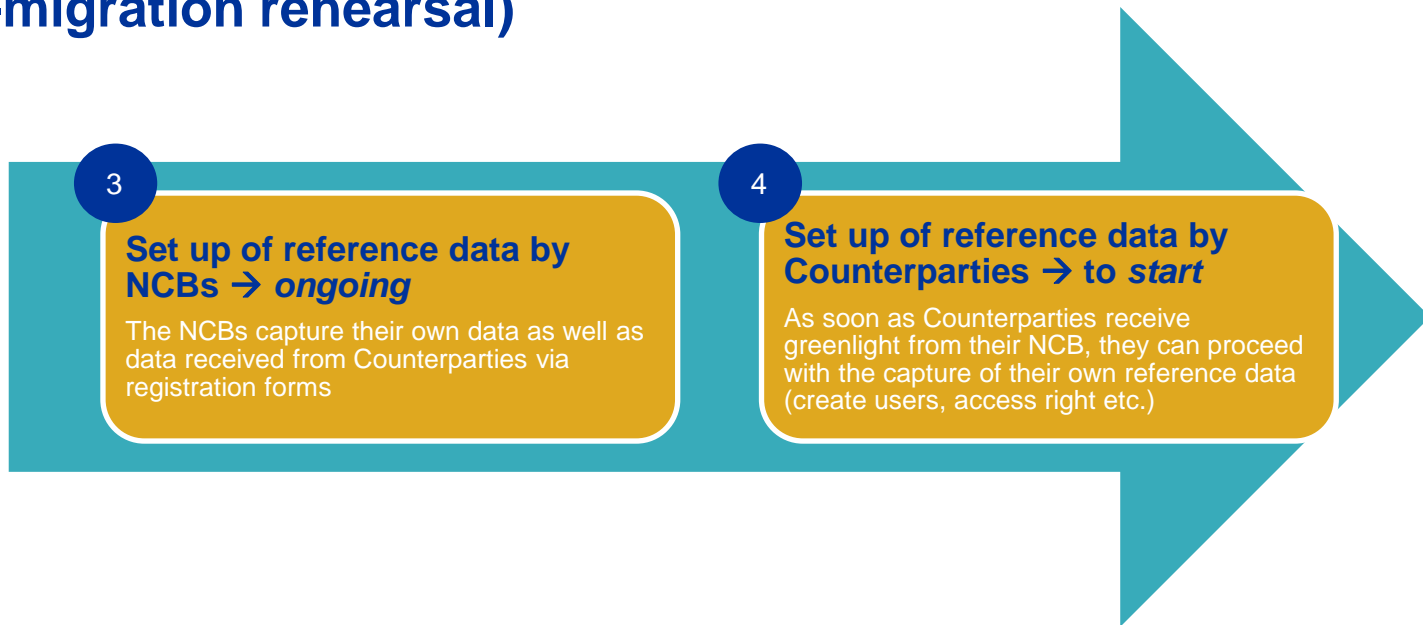 -migration rehearsal)
3
Set up of reference data by
NCBs → ongoing
The NCBs capture their own data as well as
data received from Counterparties via
registration forms
4
Set up of reference data by
Counterparties → to start
As soon as Counterparties receive
greenlight from their NCB, they can proceed
with the capture of their own reference data
(create users, access right etc.)